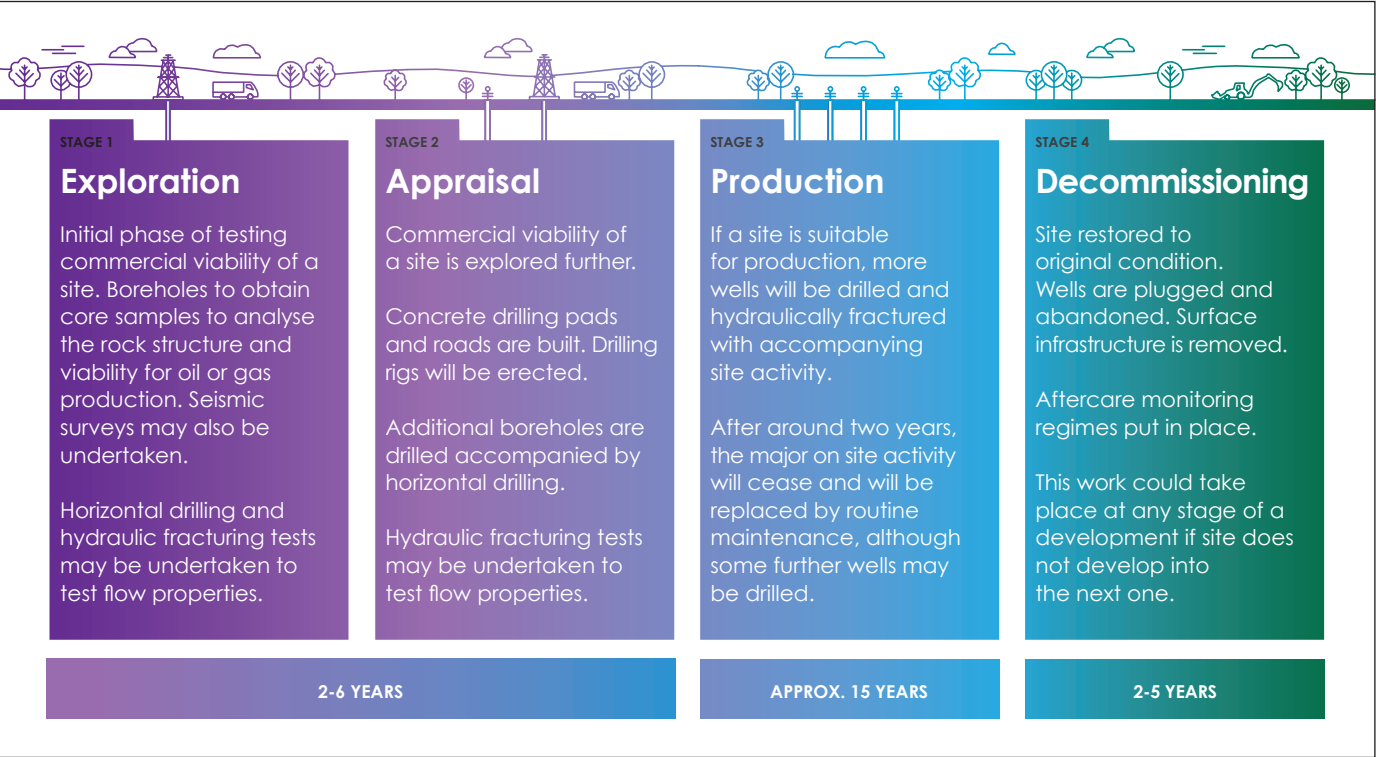 STAGE 1
Exploration
Initial phase of testing
commercial viability of a
site. Boreholes to obtain
core samples to analyse
the rock structure and
viability for oil or gas
production. Seismic
surveys may also be
undertaken.
Horizontal drilling and
hydraulic fracturing tests
may be undertaken to
test flow properties.
STAGE 2
Appraisal
Commercial viability of
a site is explored further.
Concrete drilling pads
and roads are built. Drilling
rigs will be erected.
Additional boreholes are
drilled accompanied by
horizontal drilling.
Hydraulic fracturing tests
may be undertaken to
test flow properties.
STAGE 3
Production
If a site is suitable
for production, more
wells will be drilled and
hydraulically fractured
with accompanying
site activity.
After around two years,
the major on site activity
will cease and will be
replaced by routine
maintenance, although
some further wells may
be drilled.
STAGE 4
Decommissioning
Site restored to
original condition.
Wells are plugged and
abandoned. Surface
infrastructure is removed.
Aftercare monitoring
regimes put in place.
This work could take
place at any stage of a
development if site does
not develop into
the next one.
2-6 YEARS
APPROX. 15 YEARS
2-5 YEARS